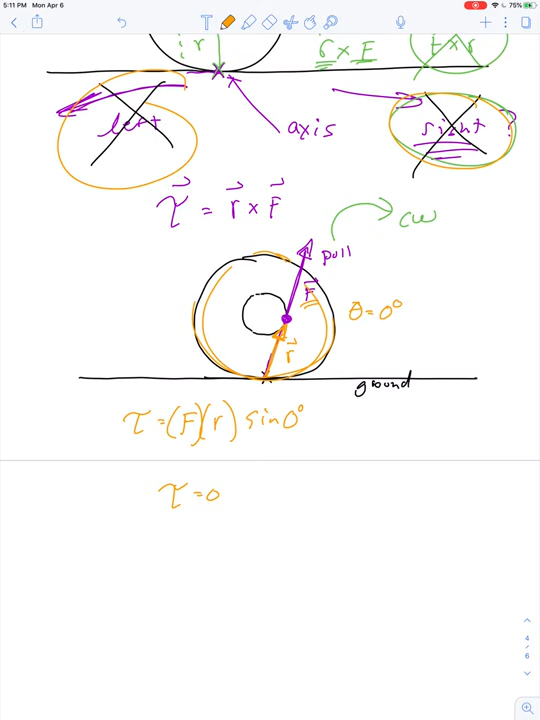 5:11 PM Mon Apr 6
75%
r
r × F
F × r
left
right ?
axis
τ⃗ = r⃗ × F⃗
cw
pull
F⃗
θ = 0°
r⃗
ground
τ = (F)(r) sin 0°
τ = 0
4
6